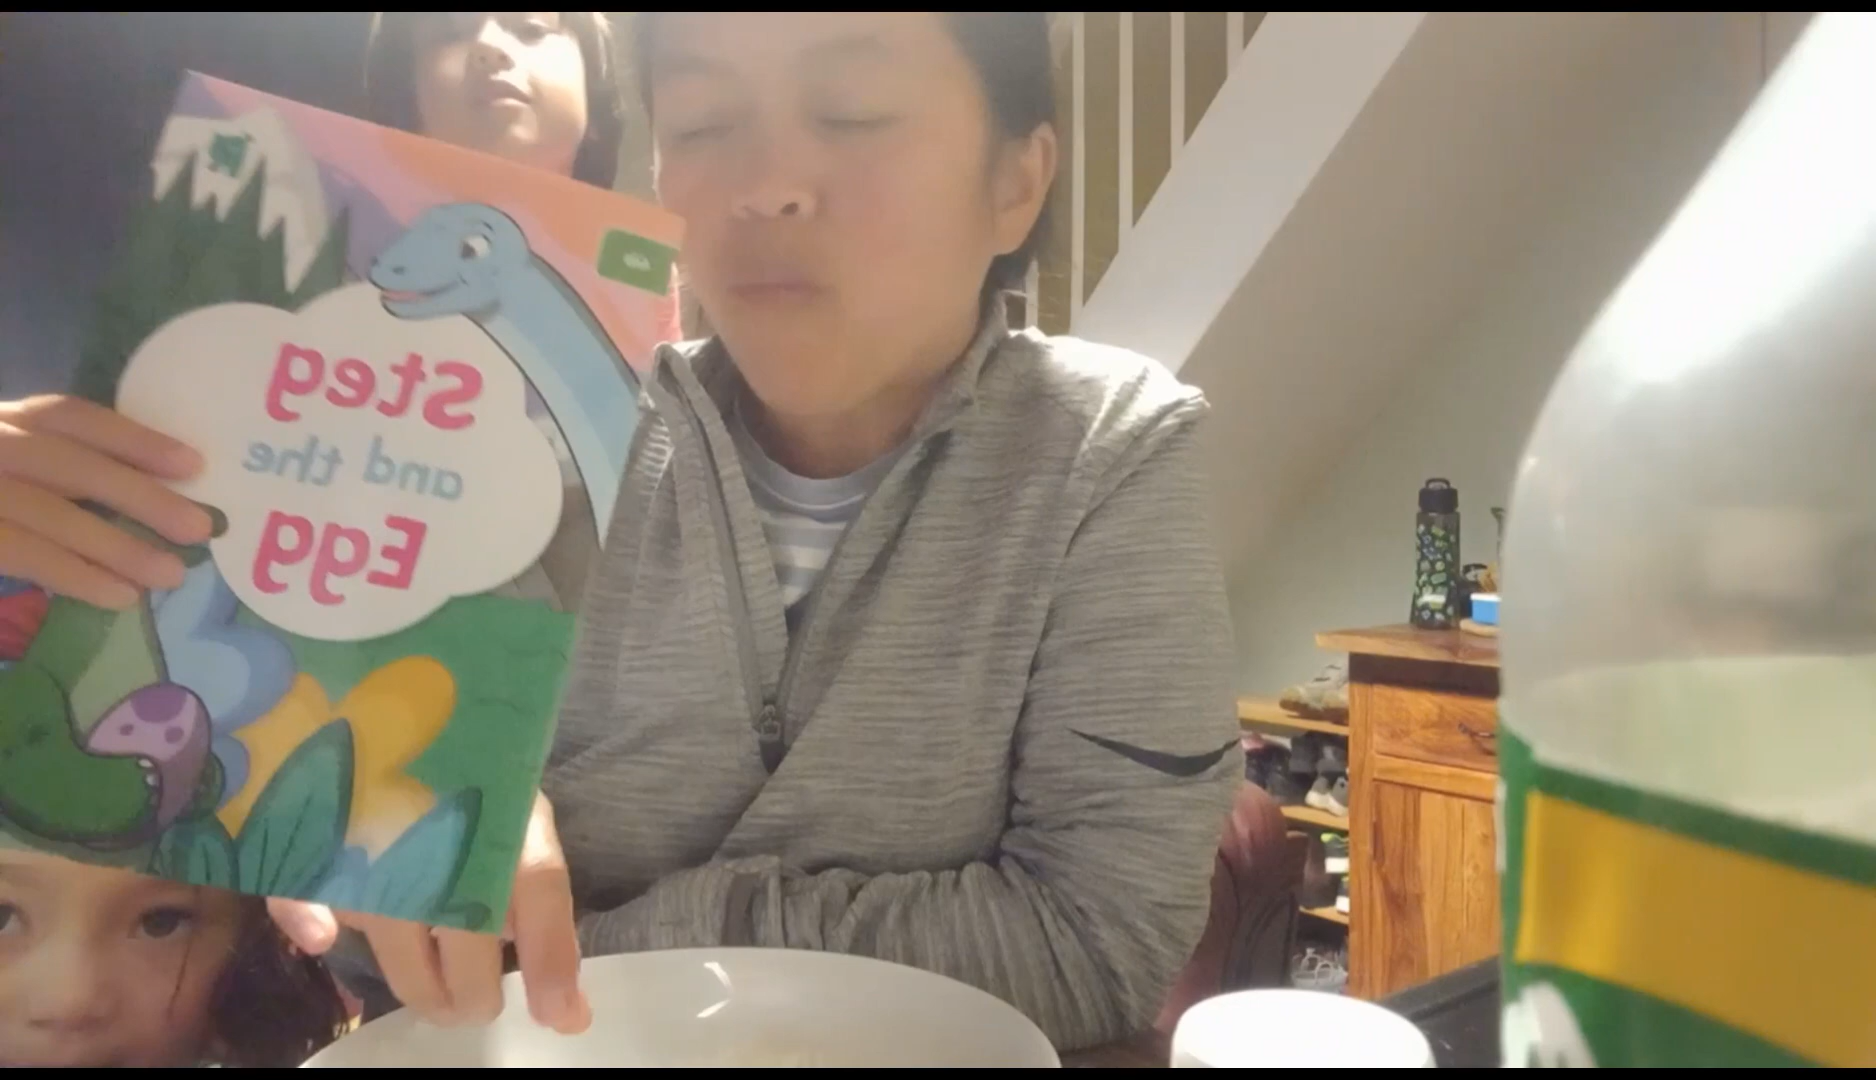 Steg
and the
Egg